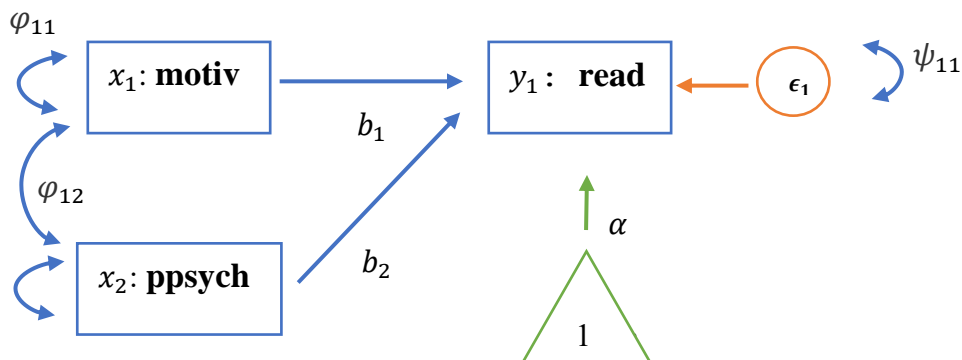 φ₁₁
x₁: motiv
y₁ : read
ϵ₁
ψ₁₁
b₁
φ₁₂
α
x₂: ppsych
b₂
1